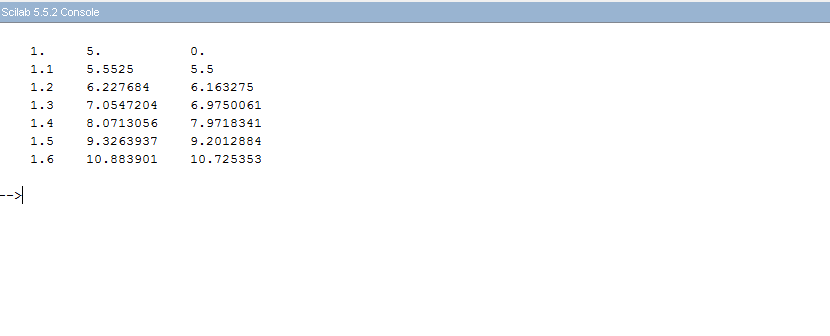 Scilab 5.5.2 Console
1. 5. 0.
1.1 5.5525 5.5
1.2 6.227684 6.163275
1.3 7.0547204 6.9750061
1.4 8.0713056 7.9718341
1.5 9.3263937 9.2012884
1.6 10.883901 10.725353
-->